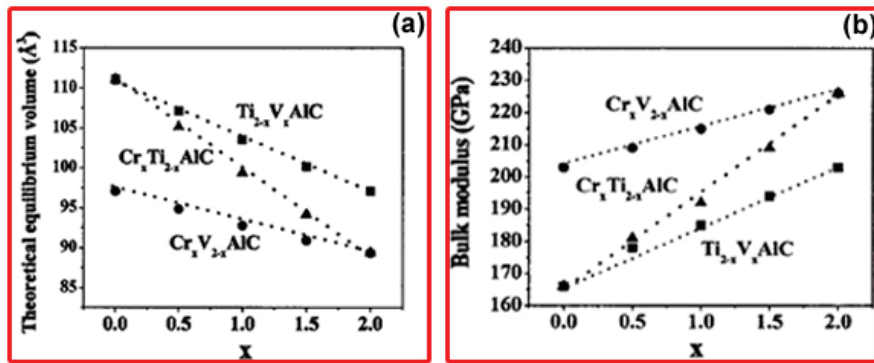 (a)
Theoretical equilibrium volume (Å³)
115
110
105
100
95
90
85
Ti₂₋ₓVₓAlC
CrₓTi₂₋ₓAlC
CrₓV₂₋ₓAlC
0.0 0.5 1.0 1.5 2.0
x
(b)
Bulk modulus (GPa)
240
230
220
210
200
190
180
170
160
CrₓV₂₋ₓAlC
CrₓTi₂₋ₓAlC
Ti₂₋ₓVₓAlC
0.0 0.5 1.0 1.5 2.0
x